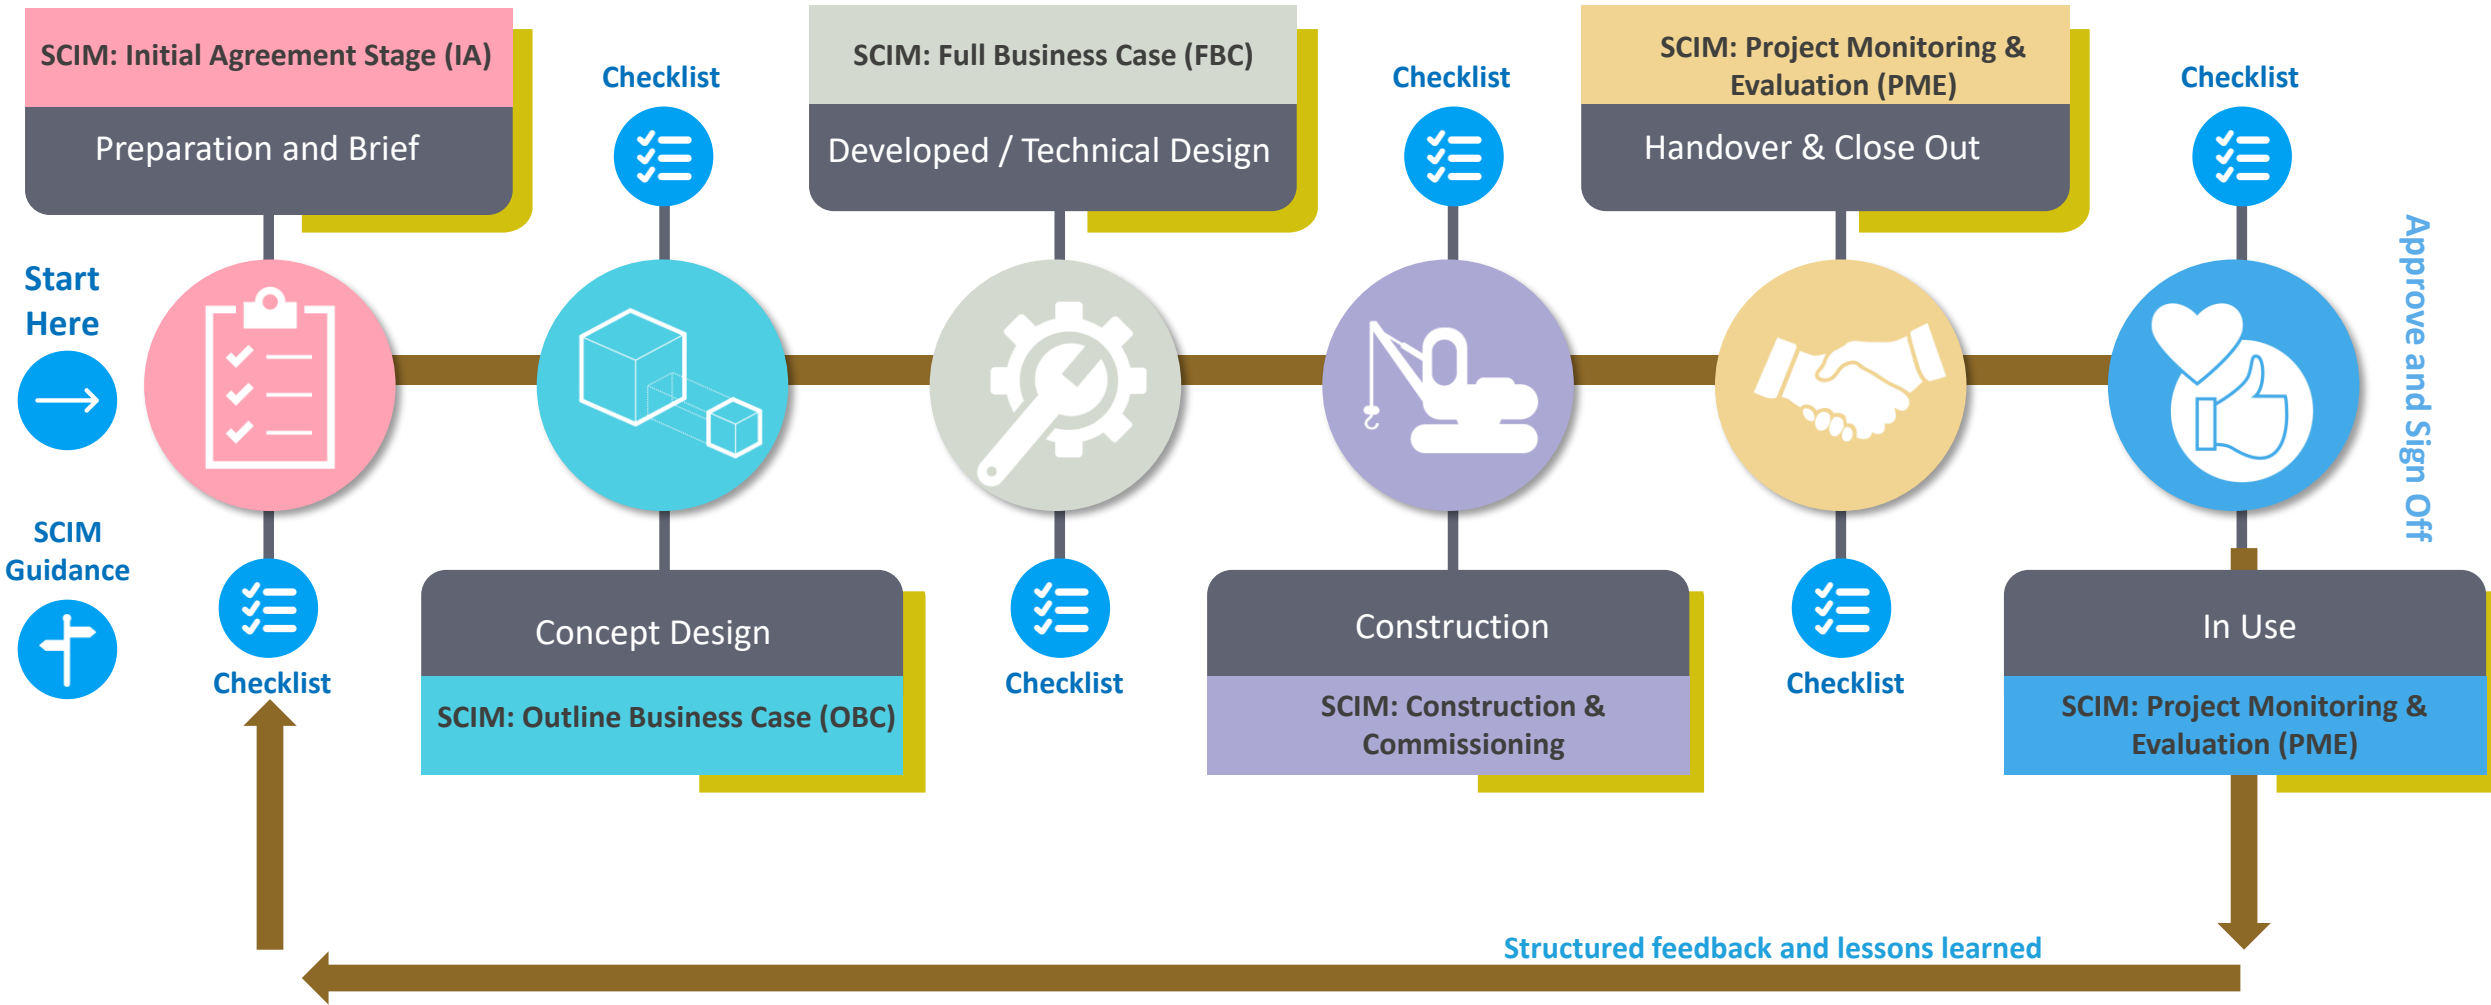 SCIM: Initial Agreement Stage (IA)
Preparation and Brief
Checklist
SCIM: Full Business Case (FBC)
Developed / Technical Design
Checklist
SCIM: Project Monitoring &
Evaluation (PME)
Handover & Close Out
Checklist
Start
Here
Approve and Sign Off
SCIM
Guidance
Checklist
Concept Design
SCIM: Outline Business Case (OBC)
Checklist
Construction
SCIM: Construction &
Commissioning
Checklist
In Use
SCIM: Project Monitoring &
Evaluation (PME)
Structured feedback and lessons learned